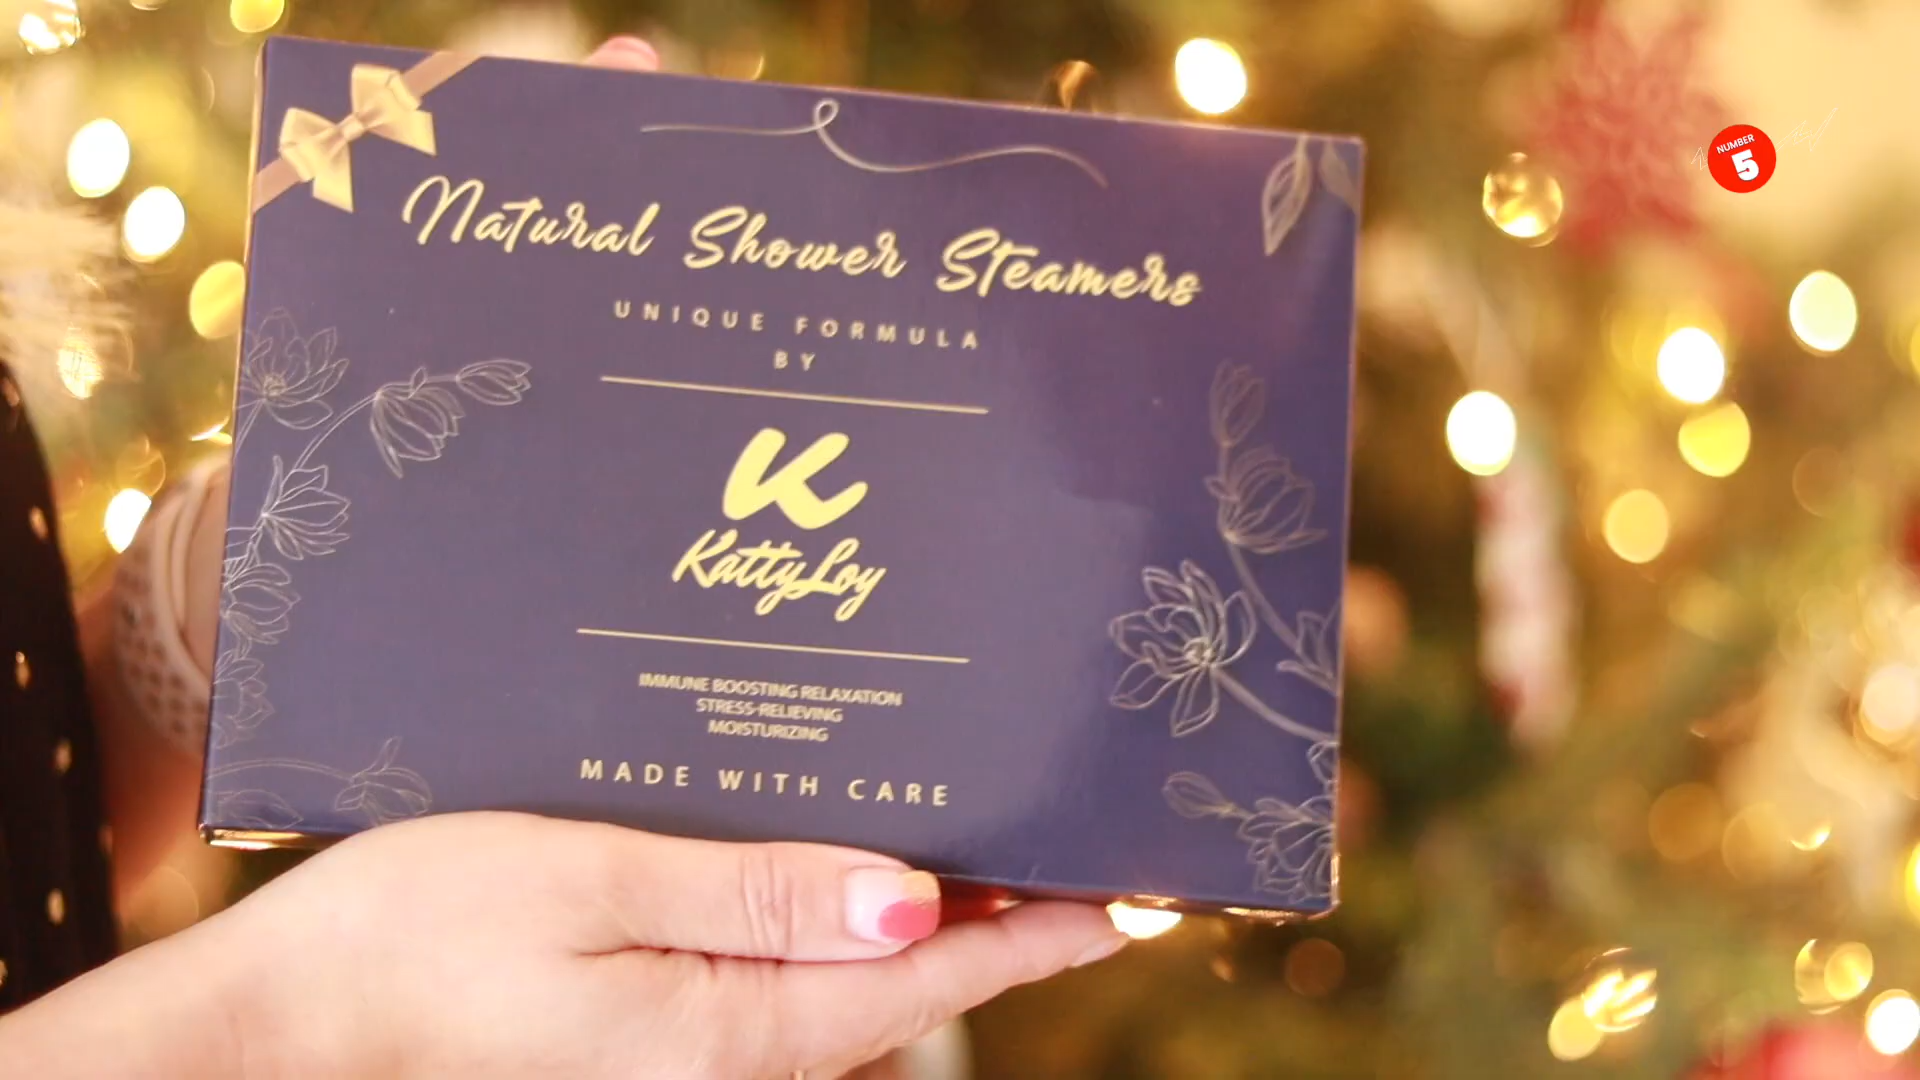 Natural Shower Steamers
UNIQUE FORMULA
BY
K
KattyLoy
IMMUNE BOOSTING RELAXATION
STRESS-RELIEVING
MOISTURIZING
MADE WITH CARE
NUMBER
5